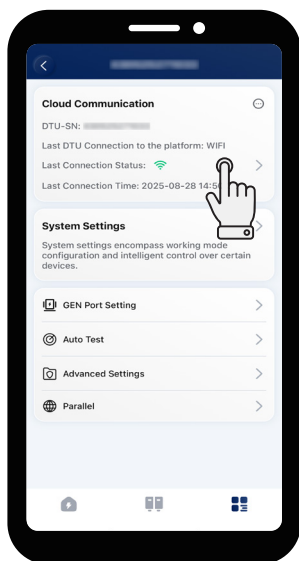 Cloud Communication
DTU-SN:
Last DTU Connection to the platform: WIFI
Last Connection Status:
Last Connection Time: 2025-08-28 14:5
System Settings
System settings encompass working mode
configuration and intelligent control over certain
devices.
GEN Port Setting
Auto Test
Advanced Settings
Parallel